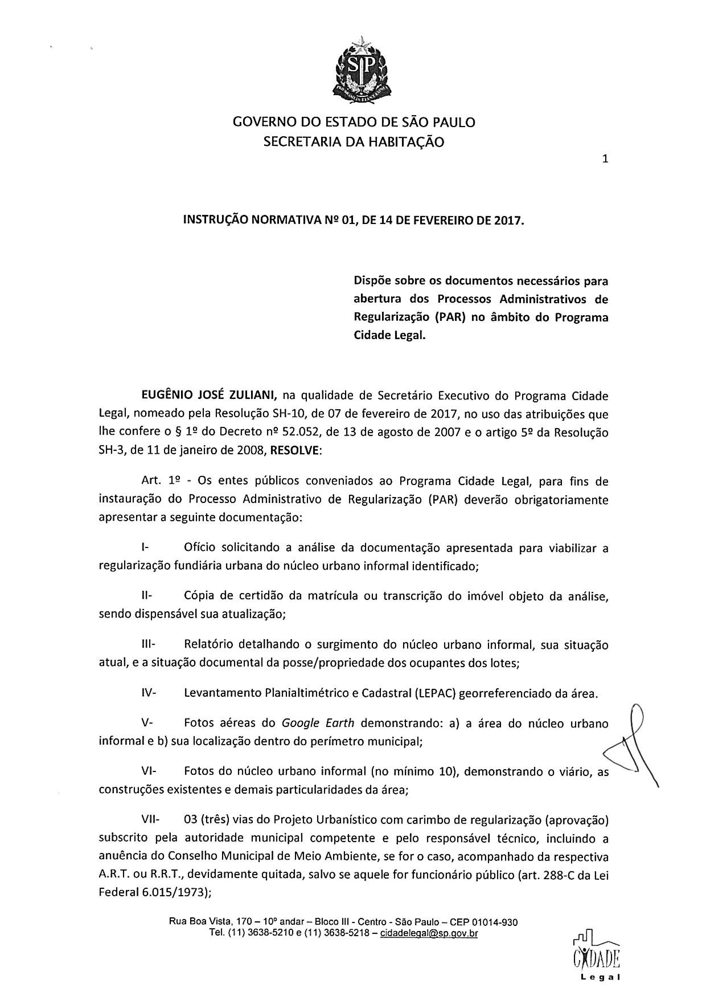 SP
GOVERNO DO ESTADO DE SÃO PAULO
SECRETARIA DA HABITAÇÃO
1
INSTRUÇÃO NORMATIVA Nº 01, DE 14 DE FEVEREIRO DE 2017.
Dispõe sobre os documentos necessários para
abertura dos Processos Administrativos de
Regularização (PAR) no âmbito do Programa
Cidade Legal.
EUGÊNIO JOSÉ ZULIANI, na qualidade de Secretário Executivo do Programa Cidade
Legal, nomeado pela Resolução SH-10, de 07 de fevereiro de 2017, no uso das atribuições que
lhe confere o § 1º do Decreto nº 52.052, de 13 de agosto de 2007 e o artigo 5º da Resolução
SH-3, de 11 de janeiro de 2008, RESOLVE:
Art. 1º - Os entes públicos conveniados ao Programa Cidade Legal, para fins de
instauração do Processo Administrativo de Regularização (PAR) deverão obrigatoriamente
apresentar a seguinte documentação:
I- Ofício solicitando a análise da documentação apresentada para viabilizar a
regularização fundiária urbana do núcleo urbano informal identificado;
II- Cópia de certidão da matrícula ou transcrição do imóvel objeto da análise,
sendo dispensável sua atualização;
III- Relatório detalhando o surgimento do núcleo urbano informal, sua situação
atual, e a situação documental da posse/propriedade dos ocupantes dos lotes;
IV- Levantamento Planialtimétrico e Cadastral (LEPAC) georreferenciado da área.
V- Fotos aéreas do Google Earth demonstrando: a) a área do núcleo urbano
informal e b) sua localização dentro do perímetro municipal;
VI- Fotos do núcleo urbano informal (no mínimo 10), demonstrando o viário, as
construções existentes e demais particularidades da área;
VII- 03 (três) vias do Projeto Urbanístico com carimbo de regularização (aprovação)
subscrito pela autoridade municipal competente e pelo responsável técnico, incluindo a
anuência do Conselho Municipal de Meio Ambiente, se for o caso, acompanhado da respectiva
A.R.T. ou R.R.T., devidamente quitada, salvo se aquele for funcionário público (art. 288-C da Lei
Federal 6.015/1973);
Rua Boa Vista, 170 – 10º andar – Bloco III - Centro - São Paulo – CEP 01014-930
Tel. (11) 3638-5210 e (11) 3638-5218 – cidadelegal@sp.gov.br
CIDADE
Legal